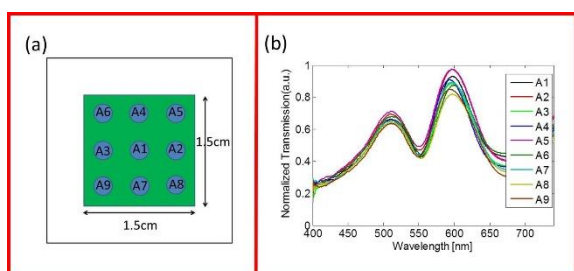 (a)
A6 A4 A5
A3 A1 A2
A9 A7 A8
1.5cm
1.5cm
(b)
Normalized Transmission(a.u.)
1
0.8
0.6
0.4
0.2
0
400 450 500 550 600 650 700
Wavelength [nm]
A1
A2
A3
A4
A5
A6
A7
A8
A9